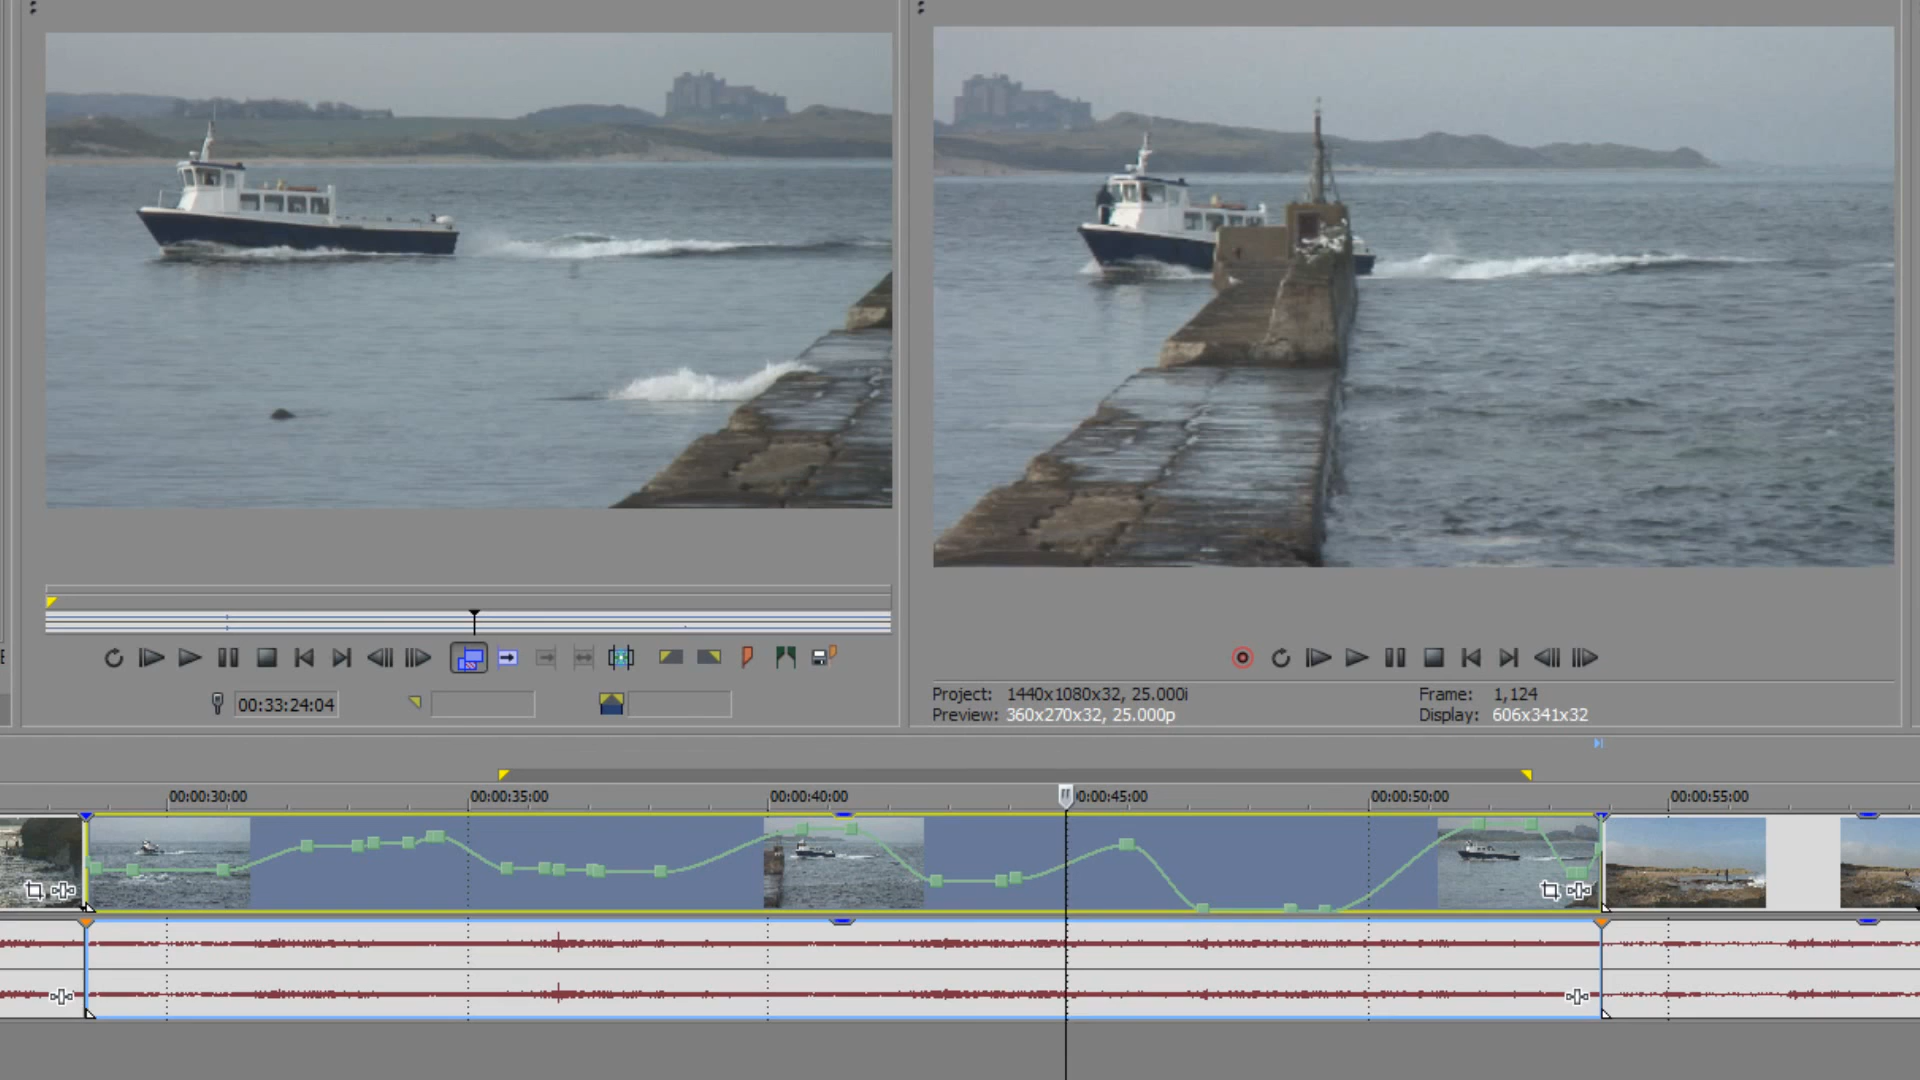 00:33:24:04
Project: 1440x1080x32, 25.000i
Frame: 1,124
Preview: 360x270x32, 25.000p
Display: 606x341x32
00:00:30:00
00:00:35:00
00:00:40:00
0:00:45:00
00:00:50:00
00:00:55:00